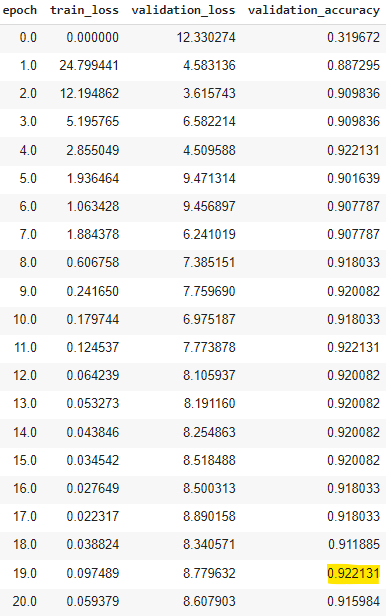 epoch train_loss validation_loss validation_accuracy
0.0 0.000000 12.330274 0.319672
1.0 24.799441 4.583136 0.887295
2.0 12.194862 3.615743 0.909836
3.0 5.195765 6.582214 0.909836
4.0 2.855049 4.509588 0.922131
5.0 1.936464 9.471314 0.901639
6.0 1.063428 9.456897 0.907787
7.0 1.884378 6.241019 0.907787
8.0 0.606758 7.385151 0.918033
9.0 0.241650 7.759690 0.920082
10.0 0.179744 6.975187 0.918033
11.0 0.124537 7.773878 0.922131
12.0 0.064239 8.105937 0.920082
13.0 0.053273 8.191160 0.920082
14.0 0.043846 8.254863 0.920082
15.0 0.034542 8.518488 0.920082
16.0 0.027649 8.500313 0.918033
17.0 0.022317 8.890158 0.918033
18.0 0.038824 8.340571 0.911885
19.0 0.097489 8.779632 0.922131
20.0 0.059379 8.607903 0.915984